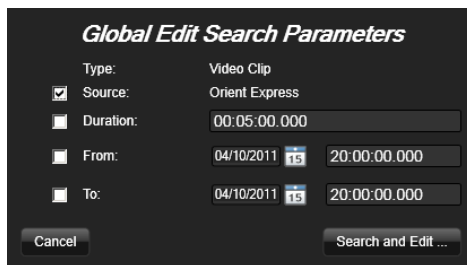 Global Edit Search Parameters
Type: Video Clip
Source: Orient Express
Duration: 00:05:00.000
From: 04/10/2011 15 20:00:00.000
To: 04/10/2011 15 20:00:00.000
Cancel Search and Edit ...